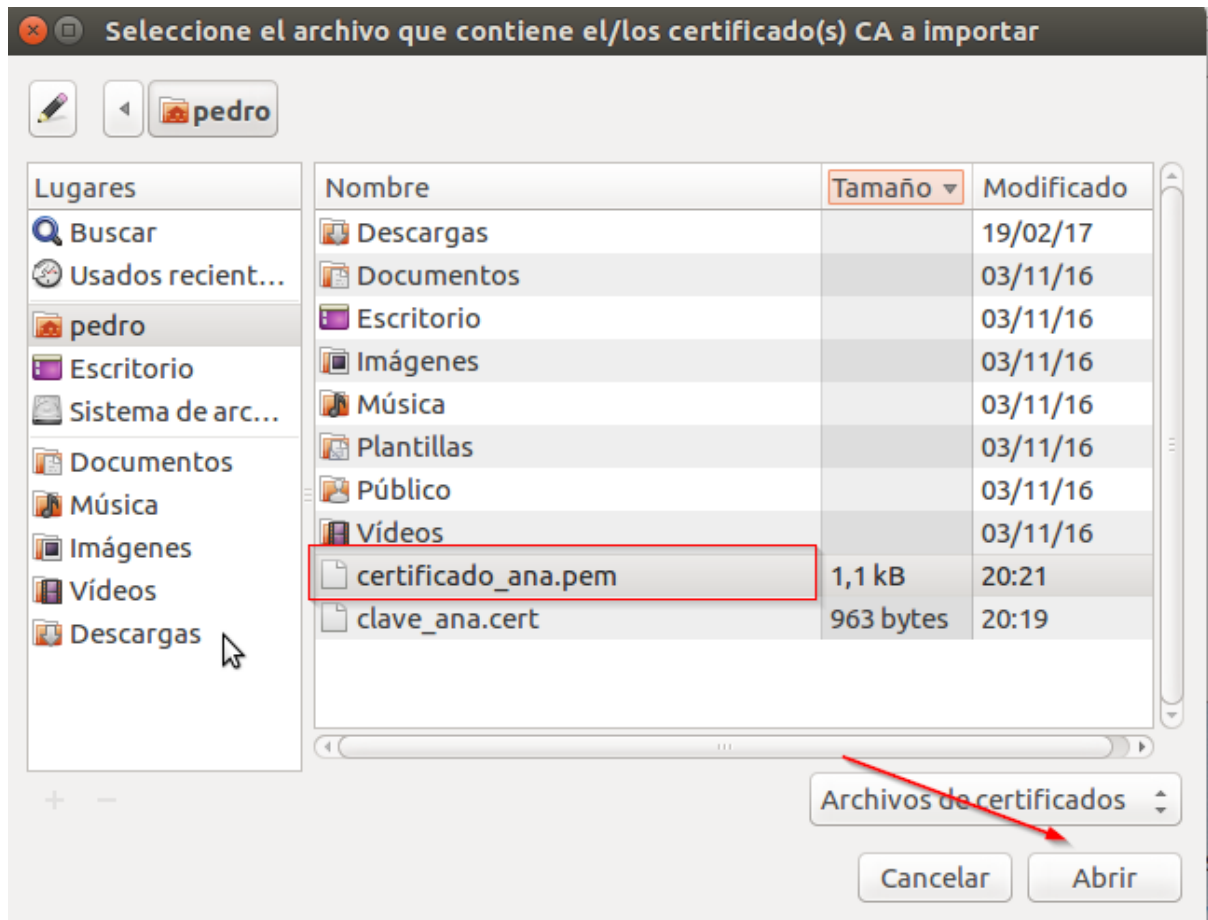 Seleccione el archivo que contiene el/los certificado(s) CA a importar
pedro
Lugares
Buscar
Usados recient...
pedro
Escritorio
Sistema de arc...
Documentos
Música
Imágenes
Vídeos
Descargas
Nombre Tamaño Modificado
Descargas 19/02/17
Documentos 03/11/16
Escritorio 03/11/16
Imágenes 03/11/16
Música 03/11/16
Plantillas 03/11/16
Público 03/11/16
Vídeos 03/11/16
certificado_ana.pem 1,1 kB 20:21
clave_ana.cert 963 bytes 20:19
Archivos de certificados
Cancelar Abrir